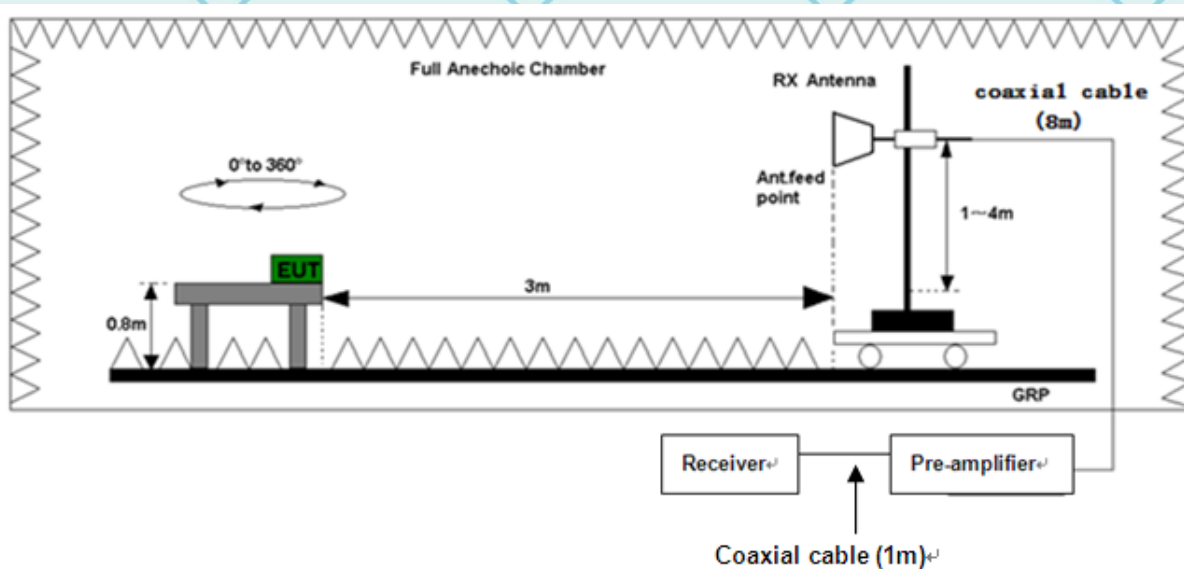 Full Anechoic Chamber
RX Antenna
coaxial cable
(8m)
0°to 360°
Ant.feed
point
1～4m
EUT
3m
0.8m
GRP
Receiver↵
Pre-amplifier↵
Coaxial cable (1m)↵